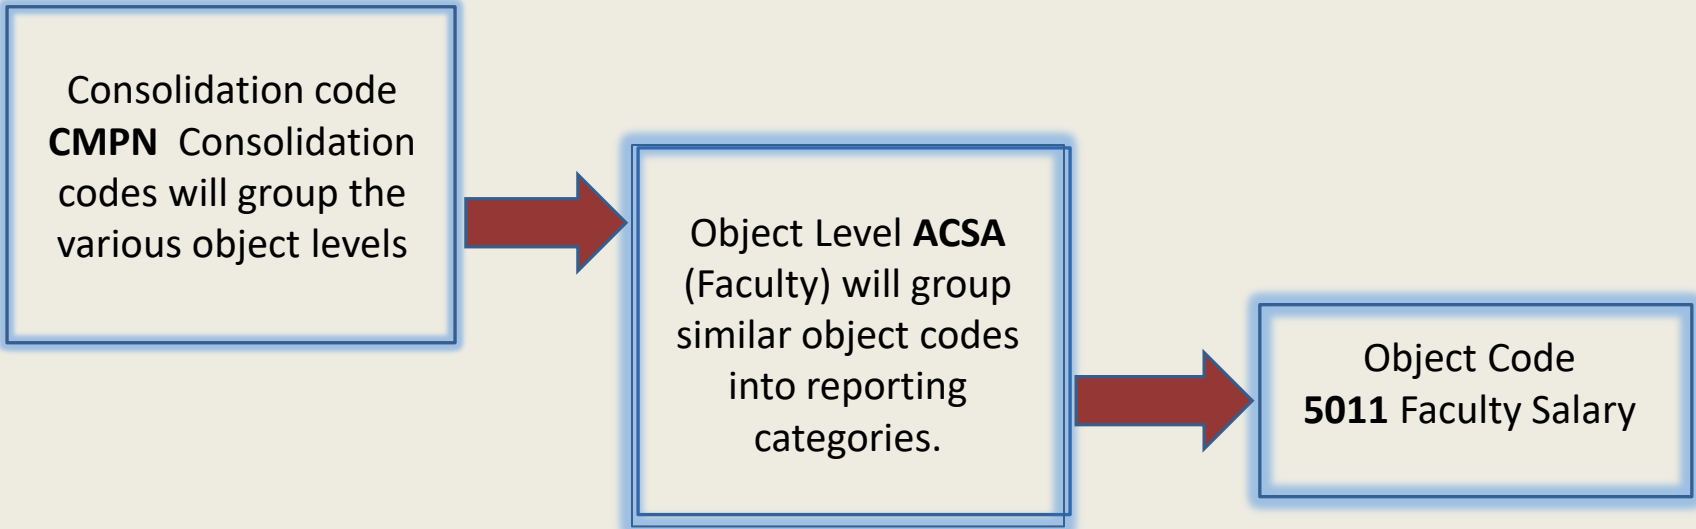 Consolidation code
CMPN  Consolidation
codes will group the
various object levels
Object Level ACSA
(Faculty) will group
similar object codes
into reporting
categories.
Object Code
5011 Faculty Salary